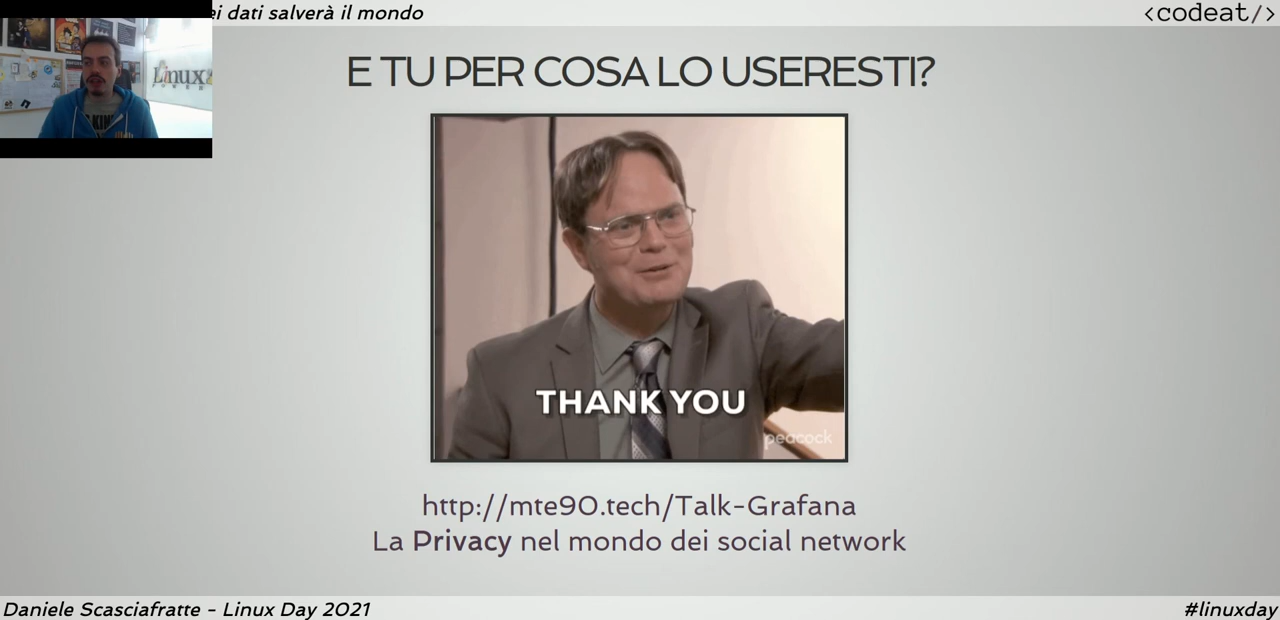 ei dati salverà il mondo
<codeat/>
Linux
E TU PER COSA LO USERESTI?
THANK YOU
peacock
http://mte90.tech/Talk-Grafana
La Privacy nel mondo dei social network
Daniele Scasciafratte - Linux Day 2021
#linuxday